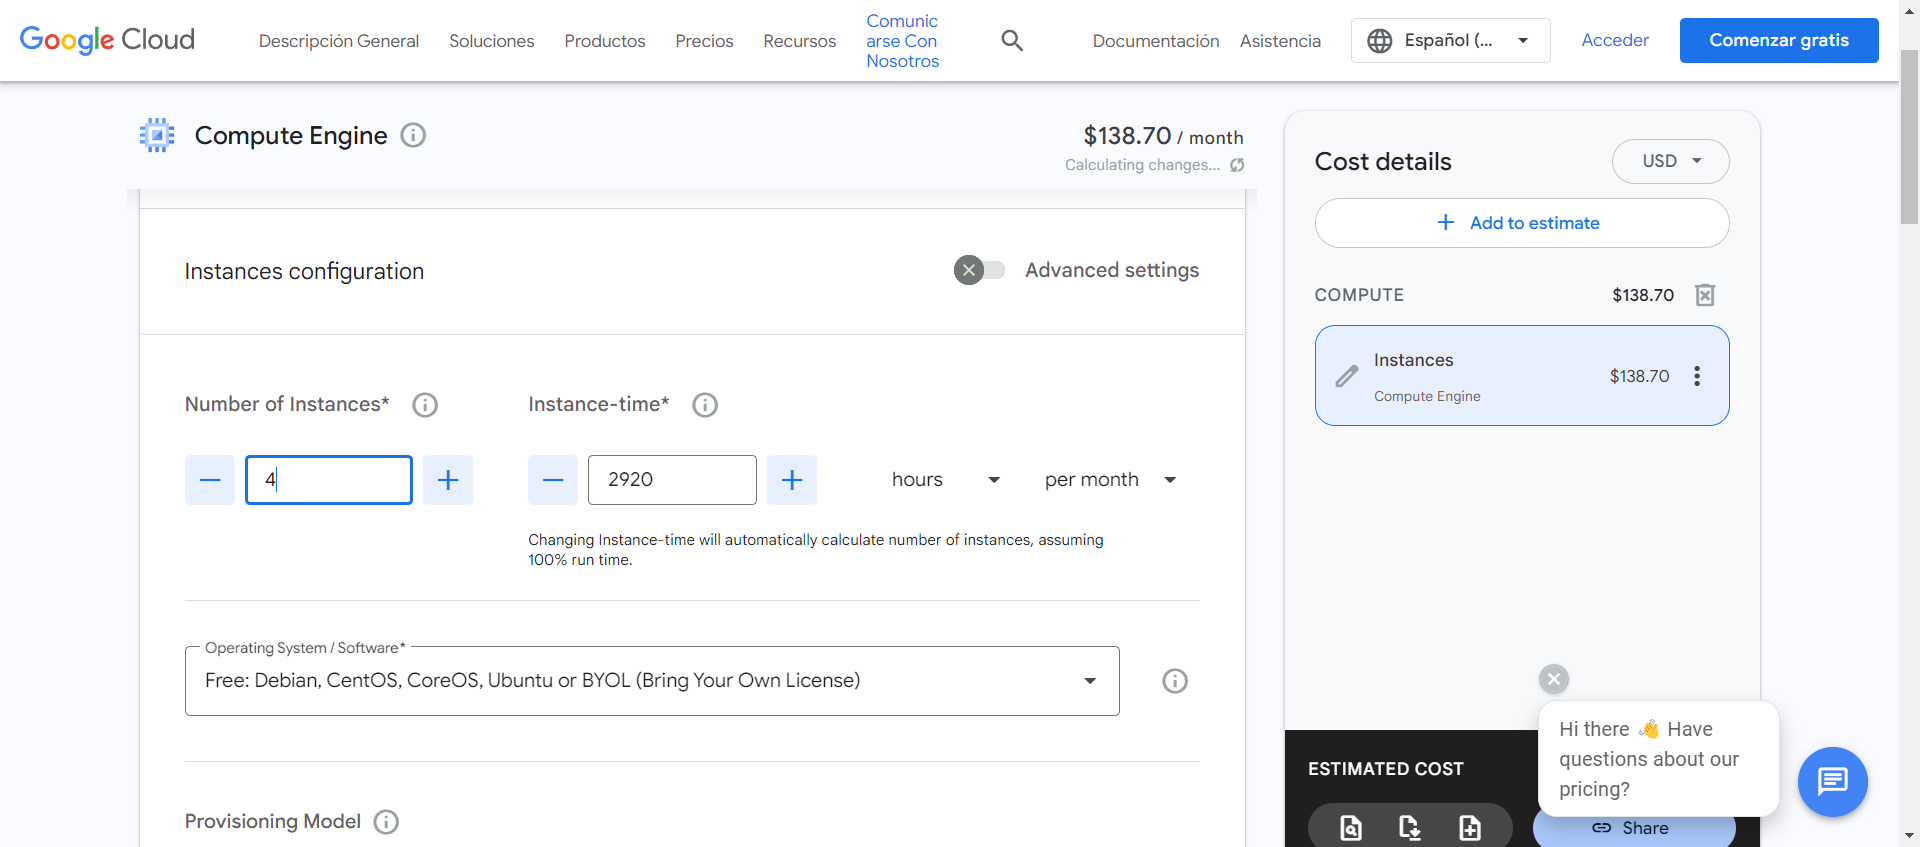 Google Cloud
Descripción General
Soluciones
Productos
Precios
Recursos
Comunic
arse Con
Nosotros
Documentación
Asistencia
Español (...
Acceder
Comenzar gratis
Compute Engine
$138.70 / month
Calculating changes...
Instances configuration
Advanced settings
Number of Instances*
Instance-time*
4
2920
hours
per month
Changing Instance-time will automatically calculate number of instances, assuming
100% run time.
Operating System / Software*
Free: Debian, CentOS, CoreOS, Ubuntu or BYOL (Bring Your Own License)
Provisioning Model
Cost details
USD
Add to estimate
COMPUTE
$138.70
Instances
Compute Engine
$138.70
ESTIMATED COST
Share
Hi there 👋 Have
questions about our
pricing?